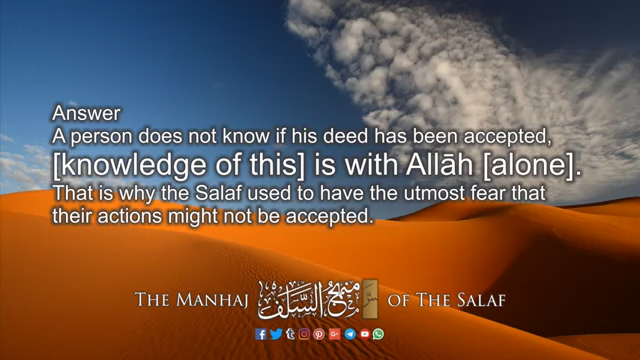 Answer
A person does not know if his deed has been accepted,
[knowledge of this] is with Allāh [alone].
That is why the Salaf used to have the utmost fear that
their actions might not be accepted.
THE MANHAJ منهج السلف OF THE SALAF